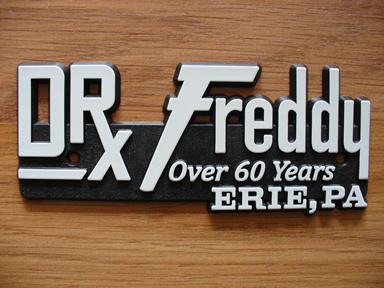 DRx Freddy
Over 60 Years
ERIE, PA